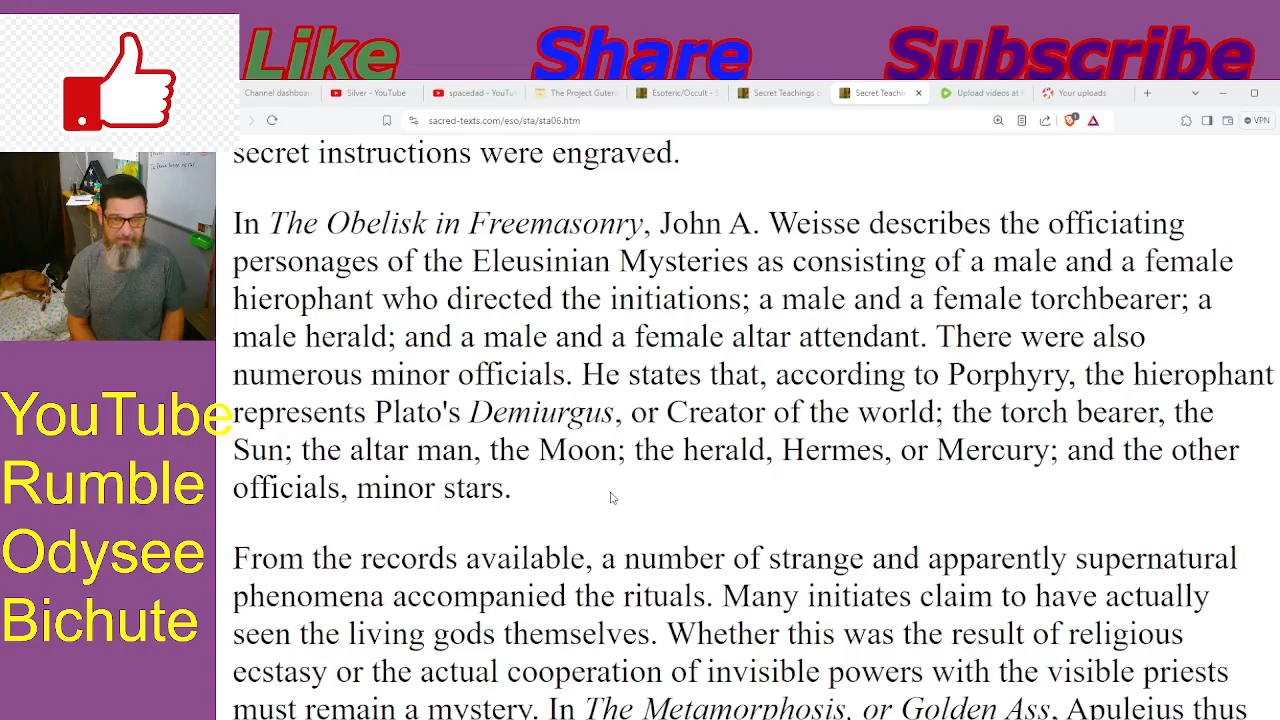 Like Share Subscribe
Channel dashboar
Silver - YouTube
spacedad - YouTu
The Project Guter
Esoteric/Occult - S
Secret Teachings o
Secret Teachin
Upload videos at R
Your uploads
sacred-texts.com/eso/sta/sta06.htm
VPN
secret instructions were engraved.
In The Obelisk in Freemasonry, John A. Weisse describes the officiating
personages of the Eleusinian Mysteries as consisting of a male and a female
hierophant who directed the initiations; a male and a female torchbearer; a
male herald; and a male and a female altar attendant. There were also
numerous minor officials. He states that, according to Porphyry, the hierophant
represents Plato's Demiurgus, or Creator of the world; the torch bearer, the
Sun; the altar man, the Moon; the herald, Hermes, or Mercury; and the other
officials, minor stars.
From the records available, a number of strange and apparently supernatural
phenomena accompanied the rituals. Many initiates claim to have actually
seen the living gods themselves. Whether this was the result of religious
ecstasy or the actual cooperation of invisible powers with the visible priests
must remain a mystery. In The Metamorphosis, or Golden Ass, Apuleius thus
YouTube
Rumble
Odysee
Bichute